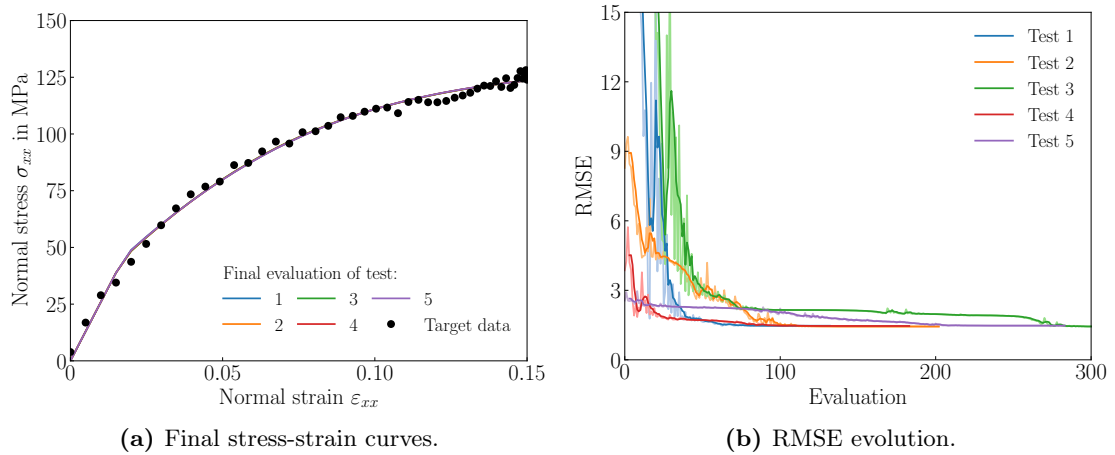 150
125
100
75
50
25
0
Normal stress σxx in MPa
Final evaluation of test:
1 3 5
2 4 Target data
0 0.05 0.10 0.15
Normal strain εxx
(a) Final stress-strain curves.
15
12
9
6
3
0
RMSE
Test 1
Test 2
Test 3
Test 4
Test 5
0 100 200 300
Evaluation
(b) RMSE evolution.